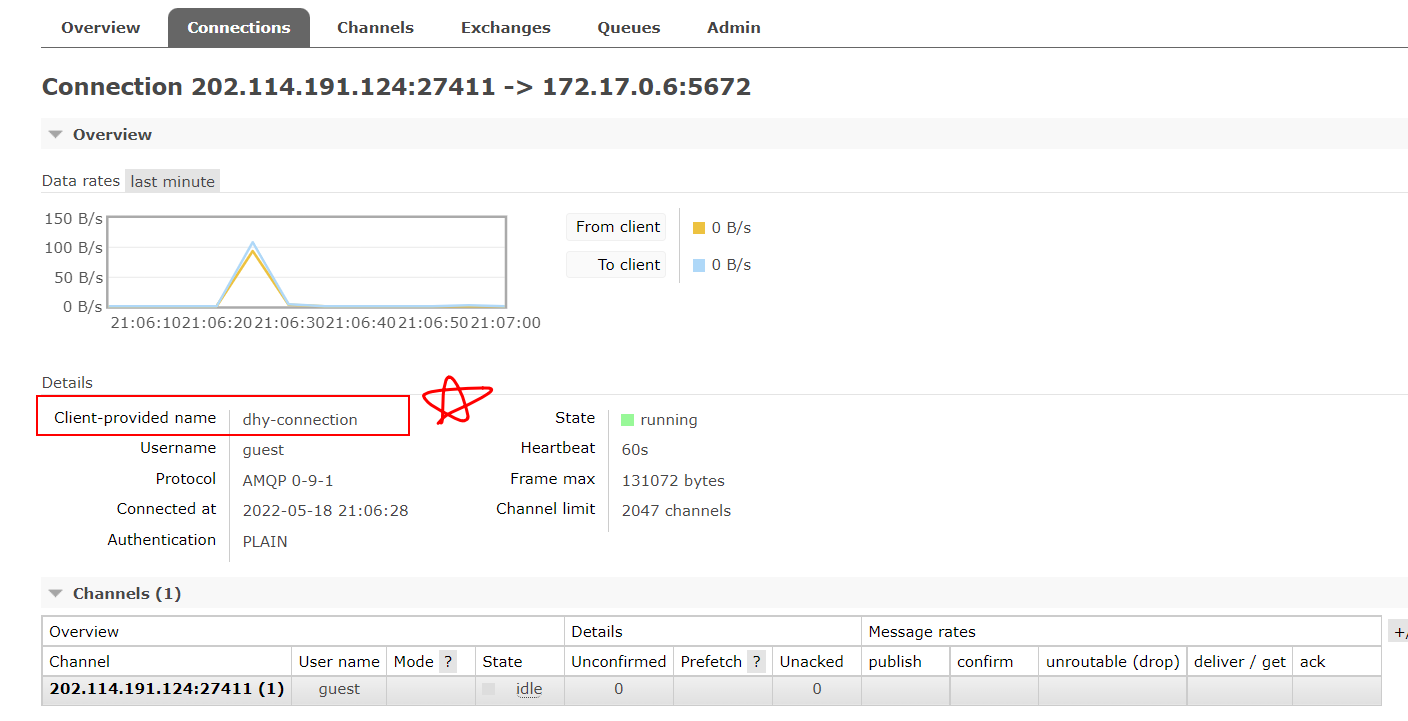 Overview Connections Channels Exchanges Queues Admin
Connection 202.114.191.124:27411 -> 172.17.0.6:5672
Overview
Data rates last minute
150 B/s
100 B/s
50 B/s
0 B/s
21:06:10 21:06:20 21:06:30 21:06:40 21:06:50 21:07:00
From client 0 B/s
To client 0 B/s
Details
Client-provided name dhy-connection
Username guest
Protocol AMQP 0-9-1
Connected at 2022-05-18 21:06:28
Authentication PLAIN
State running
Heartbeat 60s
Frame max 131072 bytes
Channel limit 2047 channels
Channels (1)
Overview Details Message rates +/
Channel User name Mode ? State Unconfirmed Prefetch ? Unacked publish confirm unroutable (drop) deliver / get ack
202.114.191.124:27411 (1) guest idle 0 0